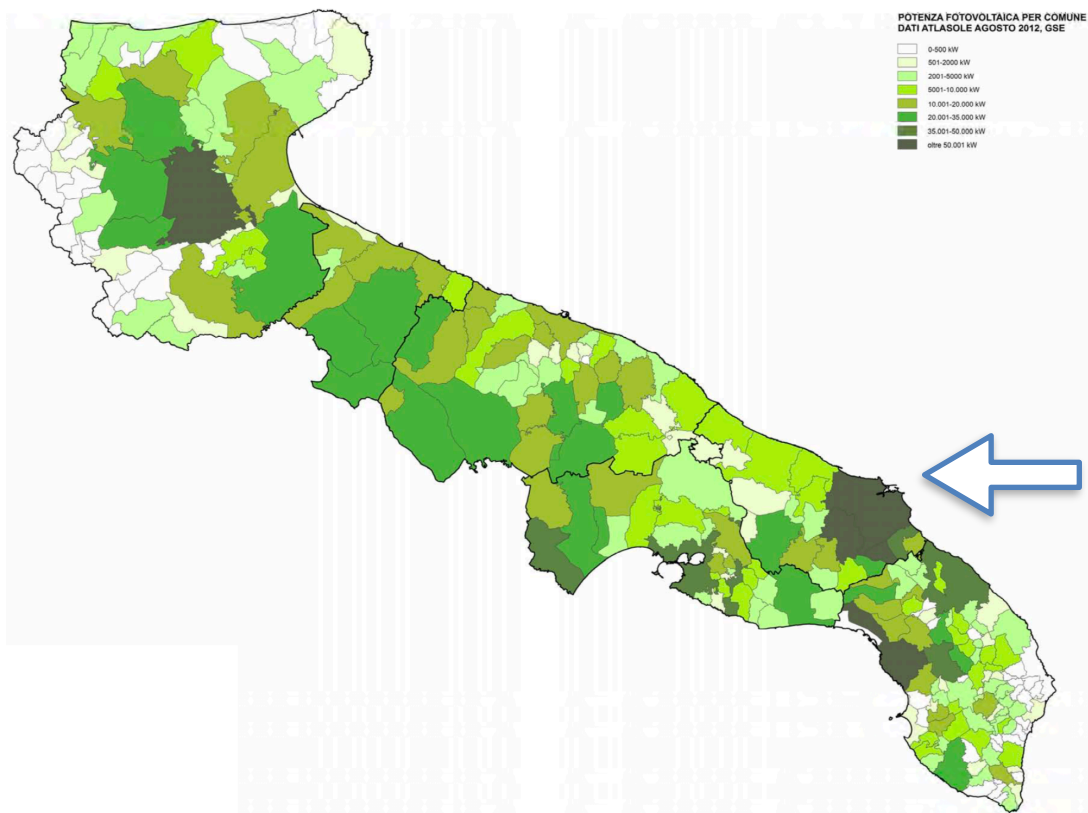 POTENZA FOTOVOLTAICA PER COMUNE
DATI ATLASOLE AGOSTO 2012, GSE
0-500 kW
501-2000 kW
2001-5000 kW
5001-10.000 kW
10.001-20.000 kW
20.001-35.000 kW
35.001-50.000 kW
oltre 50.001 kW